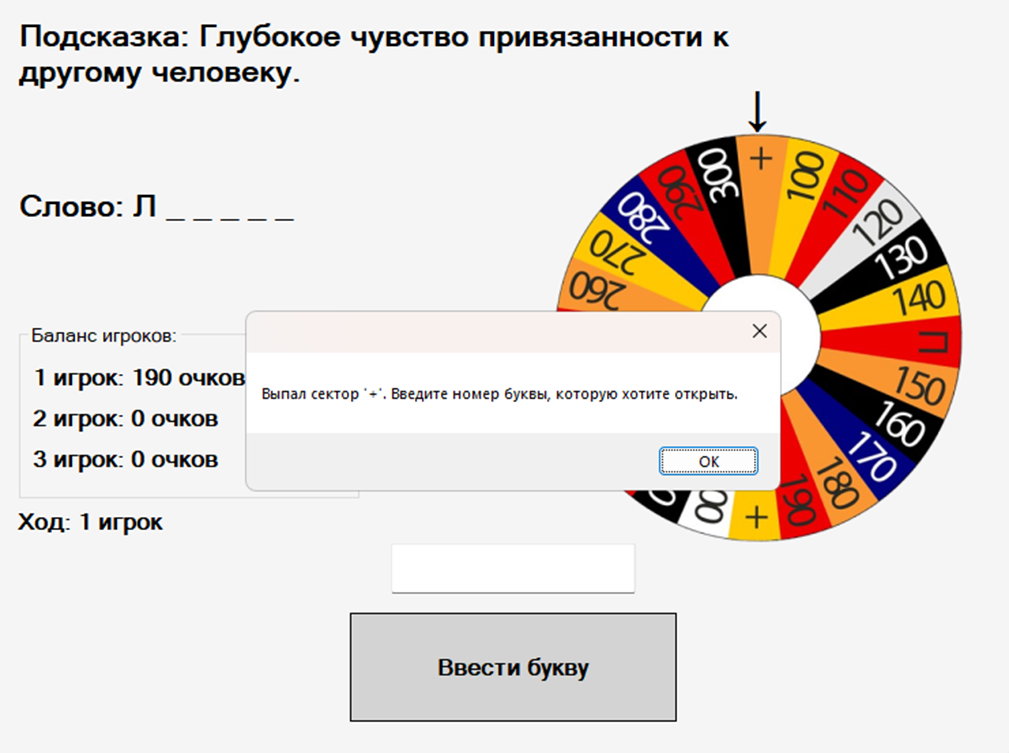 Подсказка: Глубокое чувство привязанности к
другому человеку.
↓
Слово: Л _ _ _ _ _
+
100
110
120
130
140
П
150
160
170
180
190
+
260
270
280
290
300
Баланс игроков:
1 игрок: 190 очков
2 игрок: 0 очков
3 игрок: 0 очков
Выпал сектор '+'. Введите номер буквы, которую хотите открыть.
OK
Ход: 1 игрок
Ввести букву